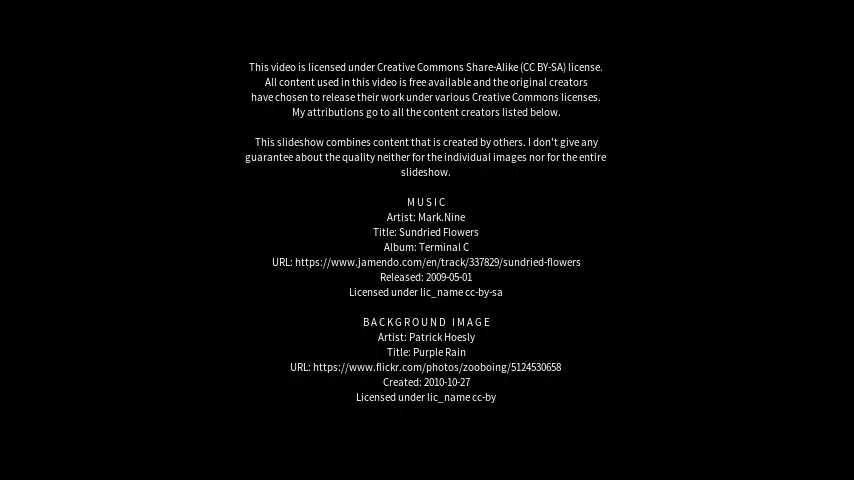 This video is licensed under Creative Commons Share-Alike (CC BY-SA) license.
All content used in this video is free available and the original creators
have chosen to release their work under various Creative Commons licenses.
My attributions go to all the content creators listed below.
This slideshow combines content that is created by others. I don't give any
guarantee about the quality neither for the individual images nor for the entire
slideshow.
M U S I C
Artist: Mark.Nine
Title: Sundried Flowers
Album: Terminal C
URL: https://www.jamendo.com/en/track/337829/sundried-flowers
Released: 2009-05-01
Licensed under lic_name cc-by-sa
B A C K G R O U N D   I M A G E
Artist: Patrick Hoesly
Title: Purple Rain
URL: https://www.flickr.com/photos/zooboing/5124530658
Created: 2010-10-27
Licensed under lic_name cc-by